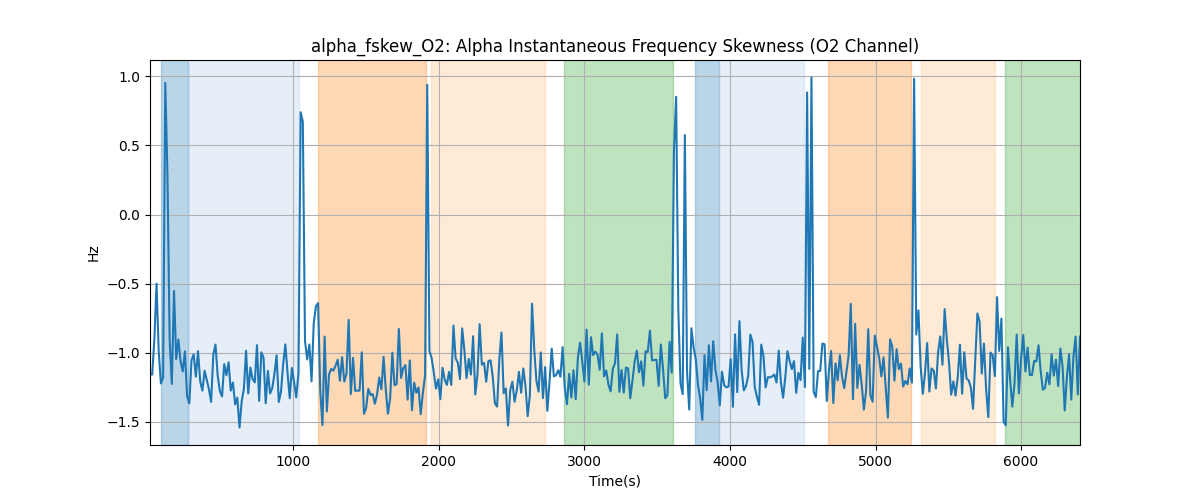 alpha_fskew_O2: Alpha Instantaneous Frequency Skewness (O2 Channel)
1.0
0.5
0.0
−0.5
−1.0
−1.5
Hz
1000 2000 3000 4000 5000 6000
Time(s)